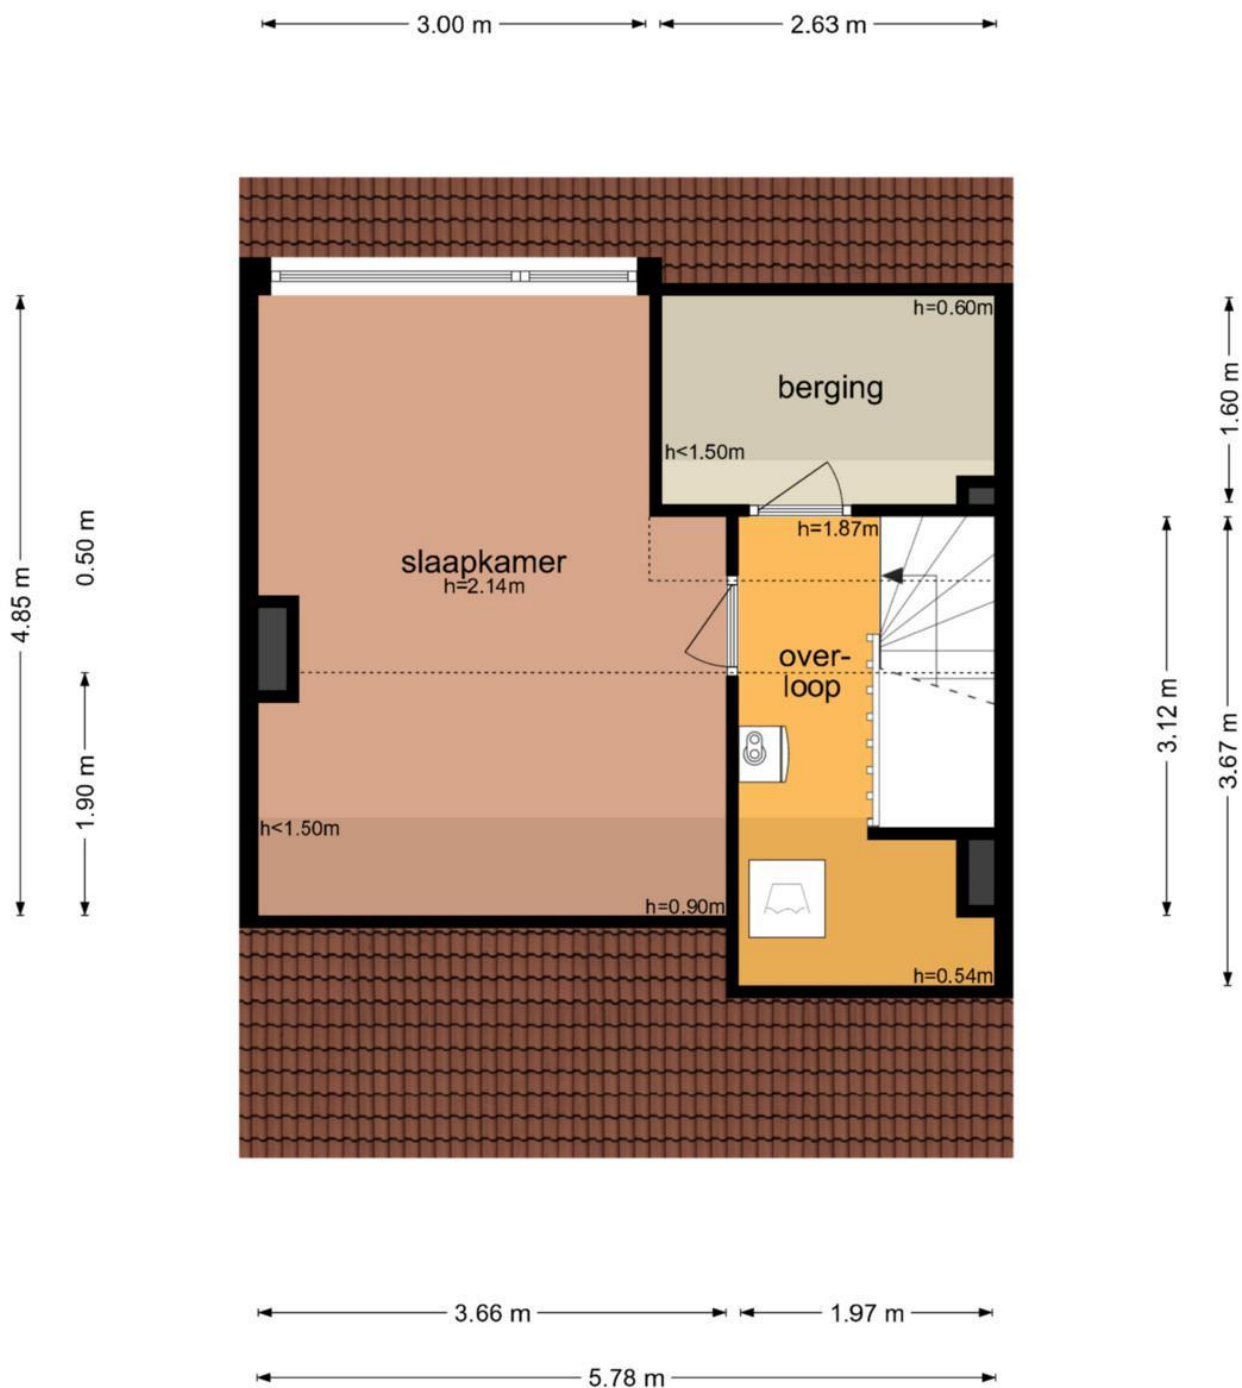 3.00 m
2.63 m
h=0.60m
berging
h<1.50m
1.60 m
0.50 m
4.85 m
h=1.87m
slaapkamer
h=2.14m
over-
loop
3.12 m
3.67 m
1.90 m
h<1.50m
h=0.90m
h=0.54m
3.66 m
1.97 m
5.78 m